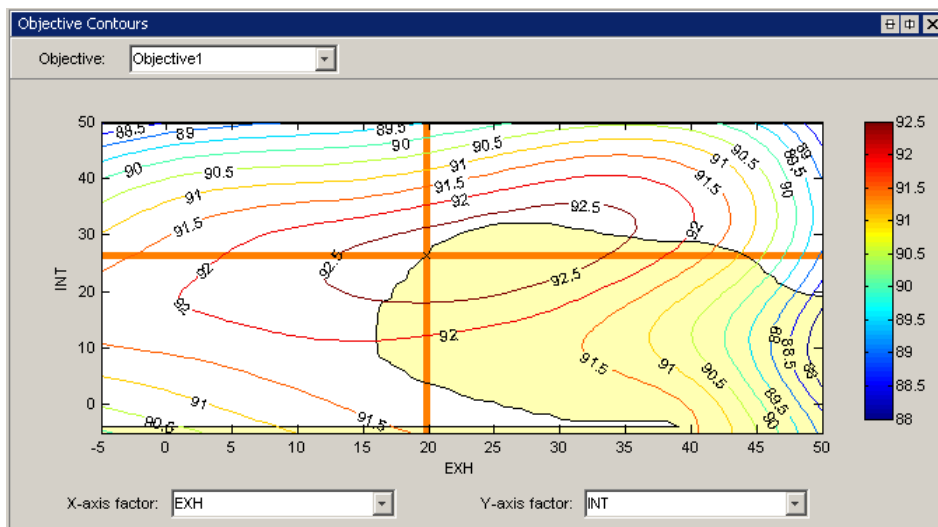 Objective Contours
Objective: Objective1
50
40
30
20
10
0
INT
-5 0 5 10 15 20 25 30 35 40 45 50
EXH
88.5 89 89.5 90 88.5 89
90 90.5 90.5 91 91 90.5 90
91 91.5 91.5
91.5 92 92.5 92
92 92.5 92.5
92 92
91.5 91 90.5 88.5
91 91.5 89.5 90
92.5
92
91.5
91
90.5
90
89.5
89
88.5
88
X-axis factor: EXH Y-axis factor: INT